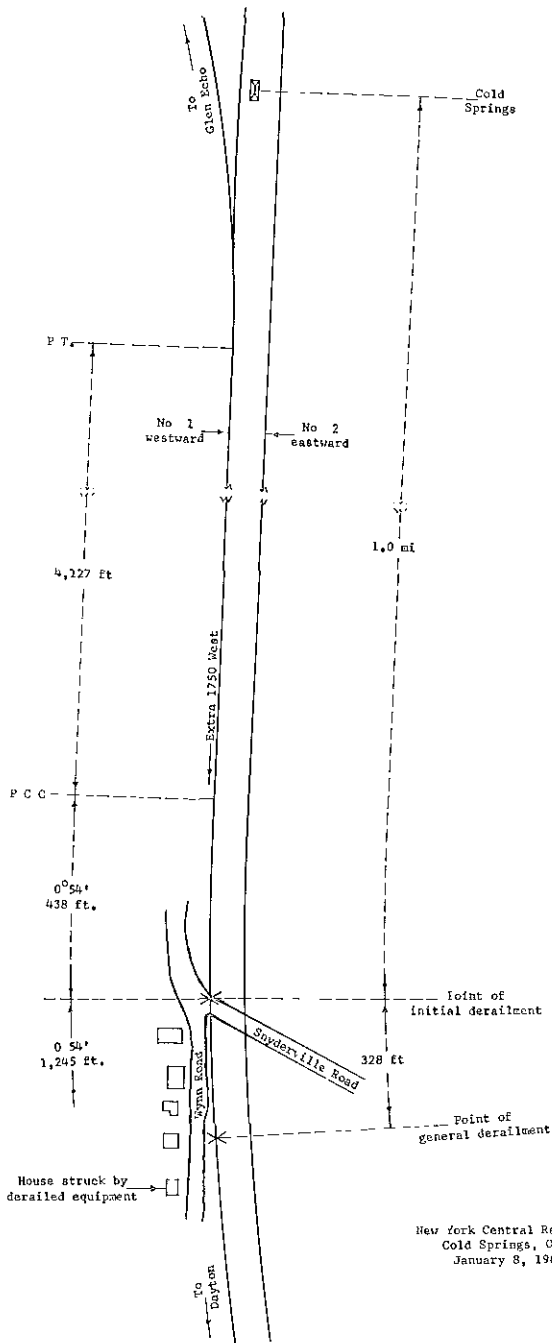 To
Glen Echo
Cold
Springs
P T.
No 1
westward
No 2
eastward
1.0 mi
4,127 ft
Extra 1750 West
P C C
0°54'
438 ft.
Point of
initial derailment
0 54'
1,245 ft.
Snyderville Road
328 ft
Wynn Road
Point of
general derailment
House struck by
derailed equipment
New York Central
Cold Springs,
January 8,
To
Dayton